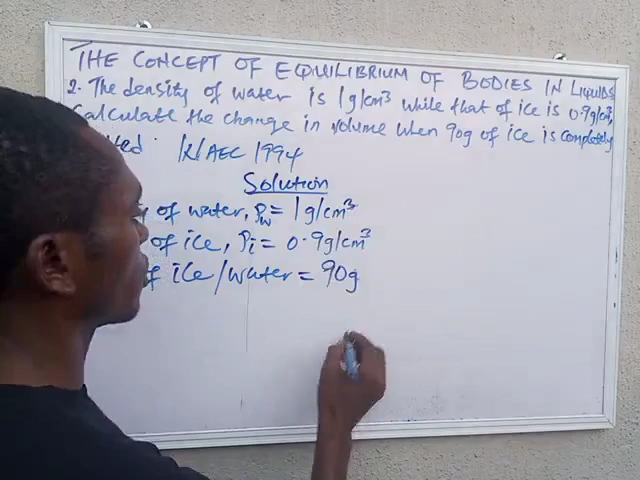 THE CONCEPT OF EQUILIBRIUM OF BODIES IN LIQUIDS
2. The density of water is 1g/cm³ while that of ice is 0.9g/cm³,
Calculate the change in volume when 90g of ice is completely
ted. WAEC 1994
Solution
of water, ρw = 1g/cm³
of ice, ρi = 0.9g/cm³
of ice/water = 90g